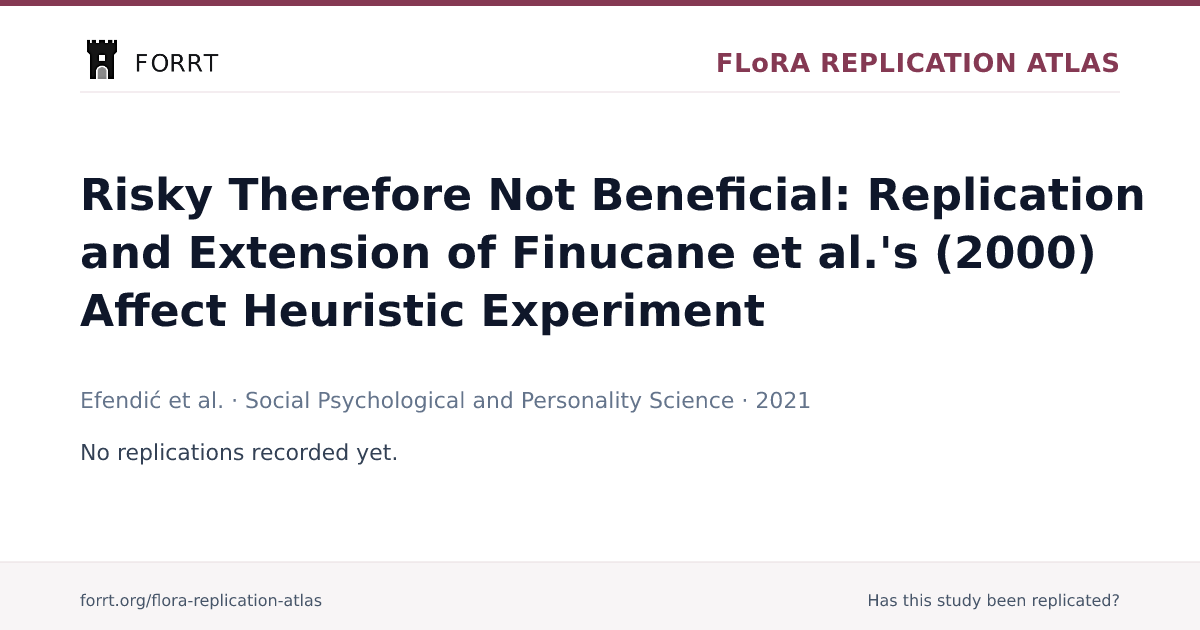 FORRT
FLoRA REPLICATION ATLAS
Risky Therefore Not Beneficial: Replication
and Extension of Finucane et al.'s (2000)
Affect Heuristic Experiment
Efendić et al. · Social Psychological and Personality Science · 2021
No replications recorded yet.
forrt.org/flora-replication-atlas
Has this study been replicated?